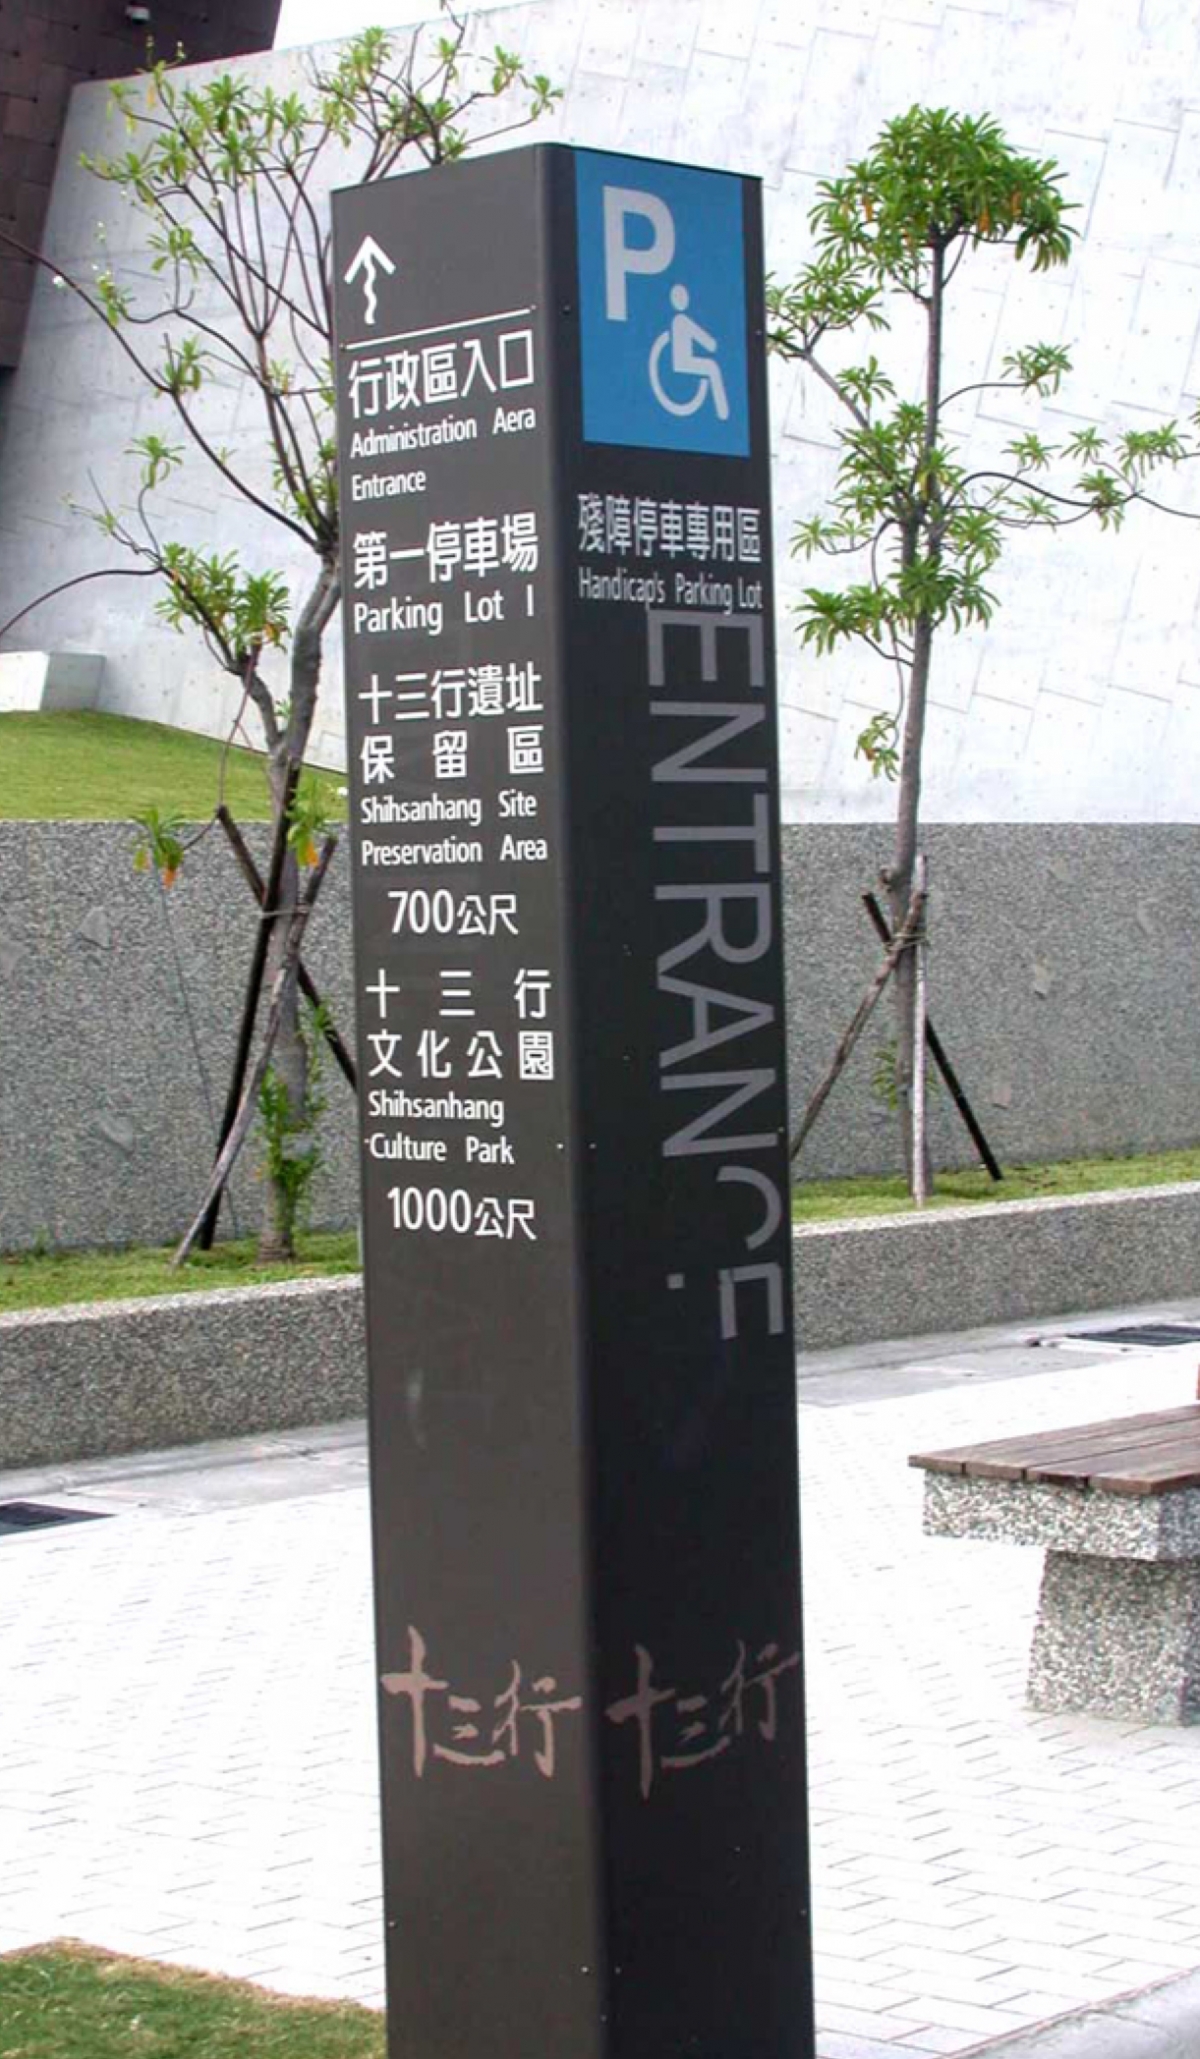 行政區入口
Administration Aera
Entrance
第一停車場
Parking Lot 1
十三行遺址
保留區
Shihsanhang Site
Preservation Area
700公尺
十三行
文化公園
Shihsanhang
Culture Park
1000公尺
十三行
P
殘障停車專用區
Handicap's Parking Lot
ENTRANCE
十三行